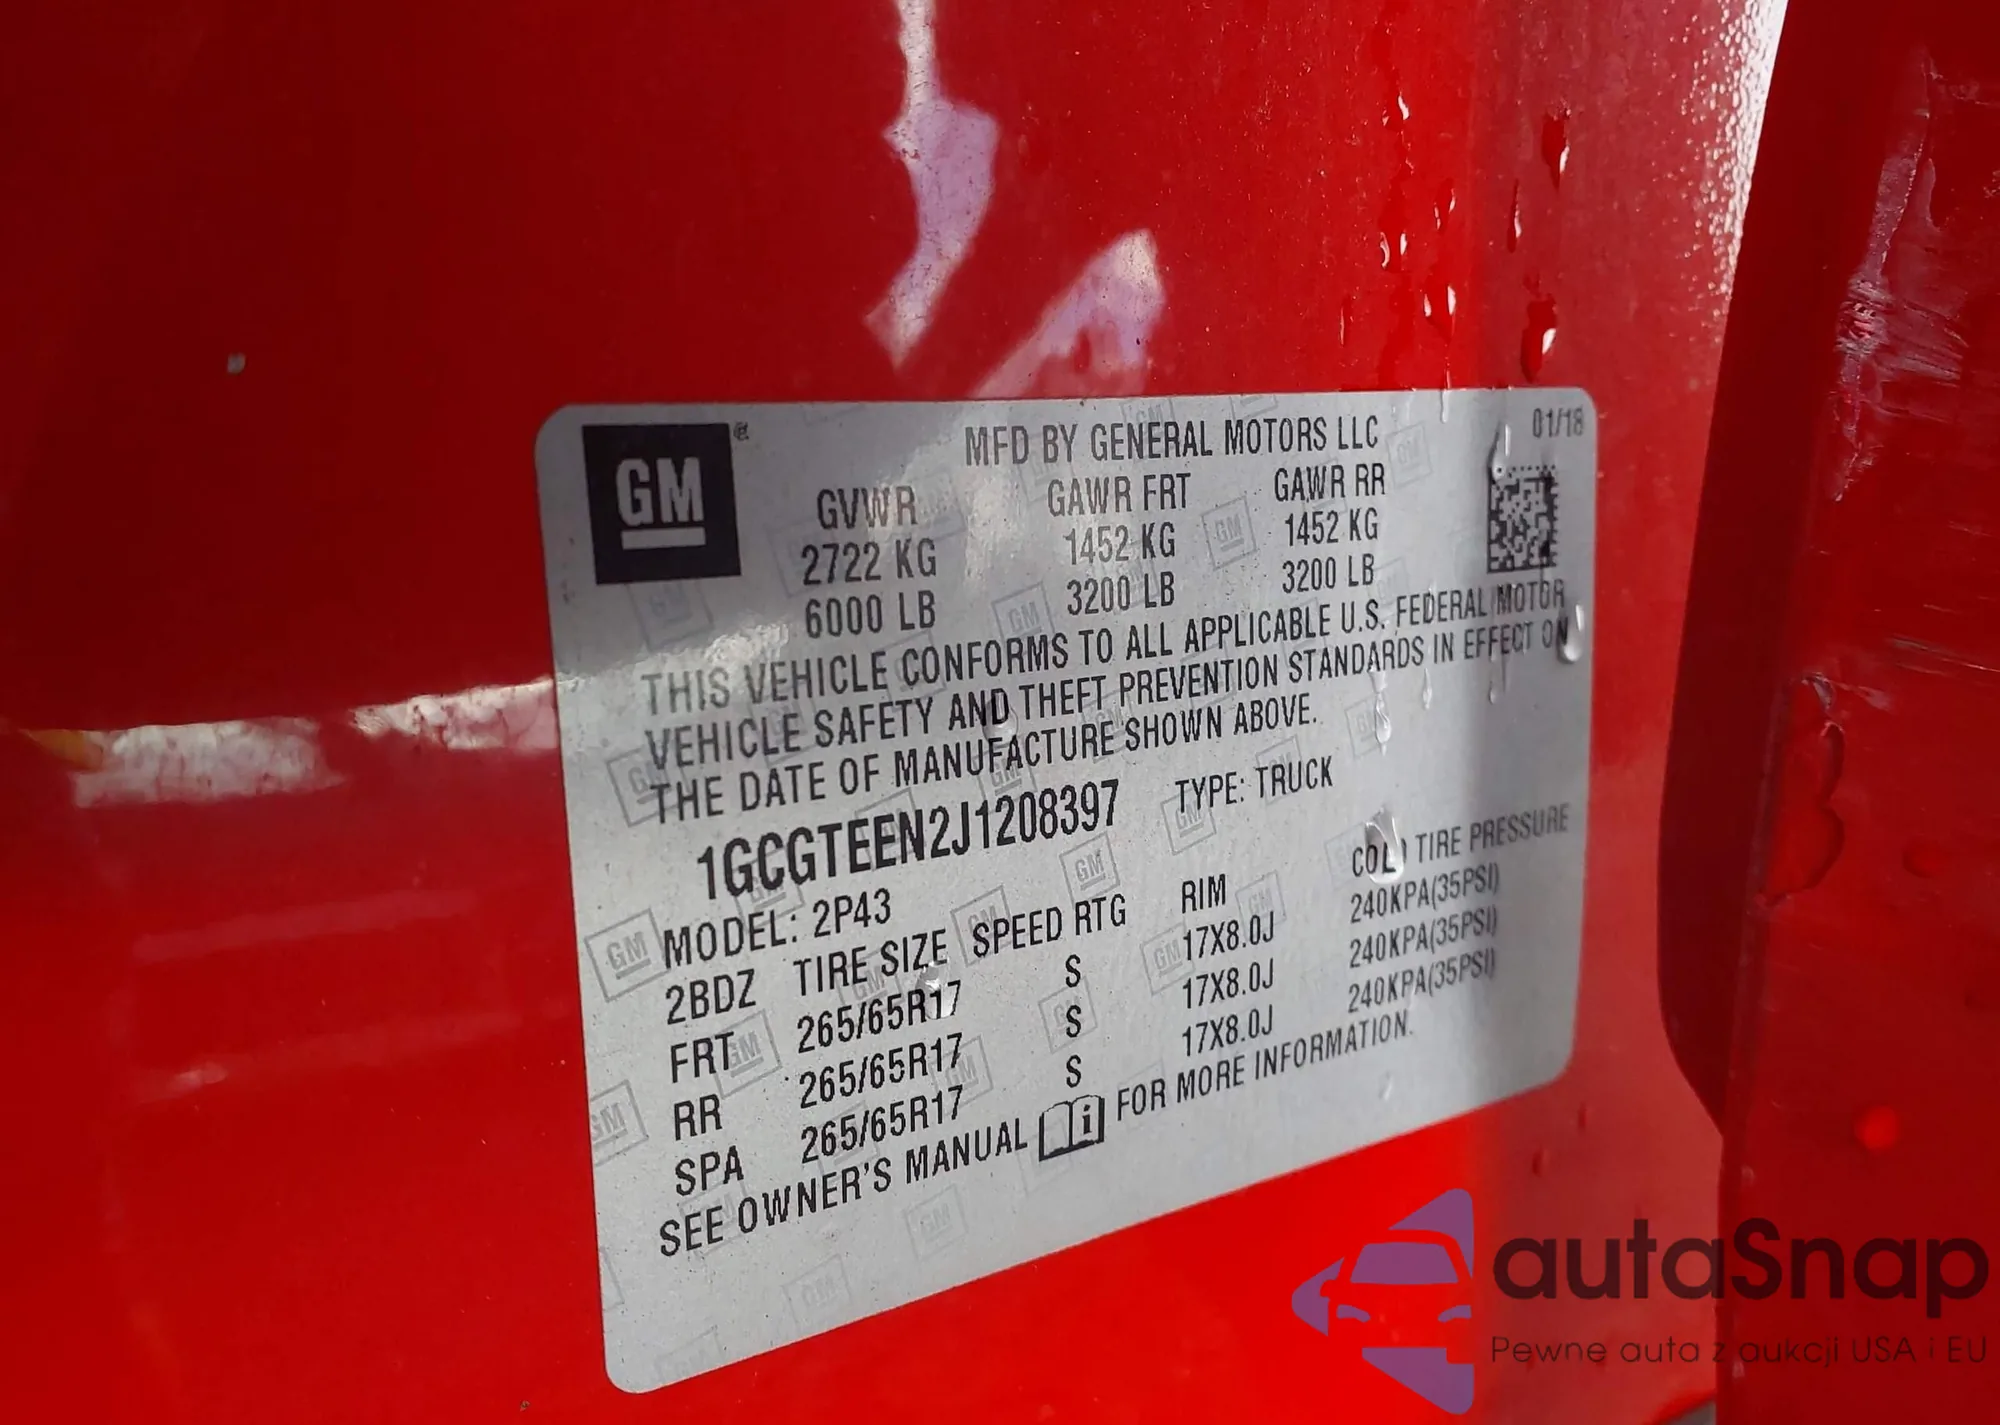 GM
MFD BY GENERAL MOTORS LLC
01/18
GVWR GAWR FRT GAWR RR
2722 KG 1452 KG 1452 KG
6000 LB 3200 LB 3200 LB
THIS VEHICLE CONFORMS TO ALL APPLICABLE U.S. FEDERAL MOTOR
VEHICLE SAFETY AND THEFT PREVENTION STANDARDS IN EFFECT ON
THE DATE OF MANUFACTURE SHOWN ABOVE.
1GCGTEEN2J1208397 TYPE: TRUCK
MODEL: 2P43
2BDZ TIRE SIZE SPEED RTG RIM COLD TIRE PRESSURE
FRT 265/65R17 S 17X8.0J 240KPA(35PSI)
RR 265/65R17 S 17X8.0J 240KPA(35PSI)
SPA 265/65R17 S 17X8.0J 240KPA(35PSI)
SEE OWNER'S MANUAL FOR MORE INFORMATION.
autaSnap
Pewne auta z aukcji USA i EU